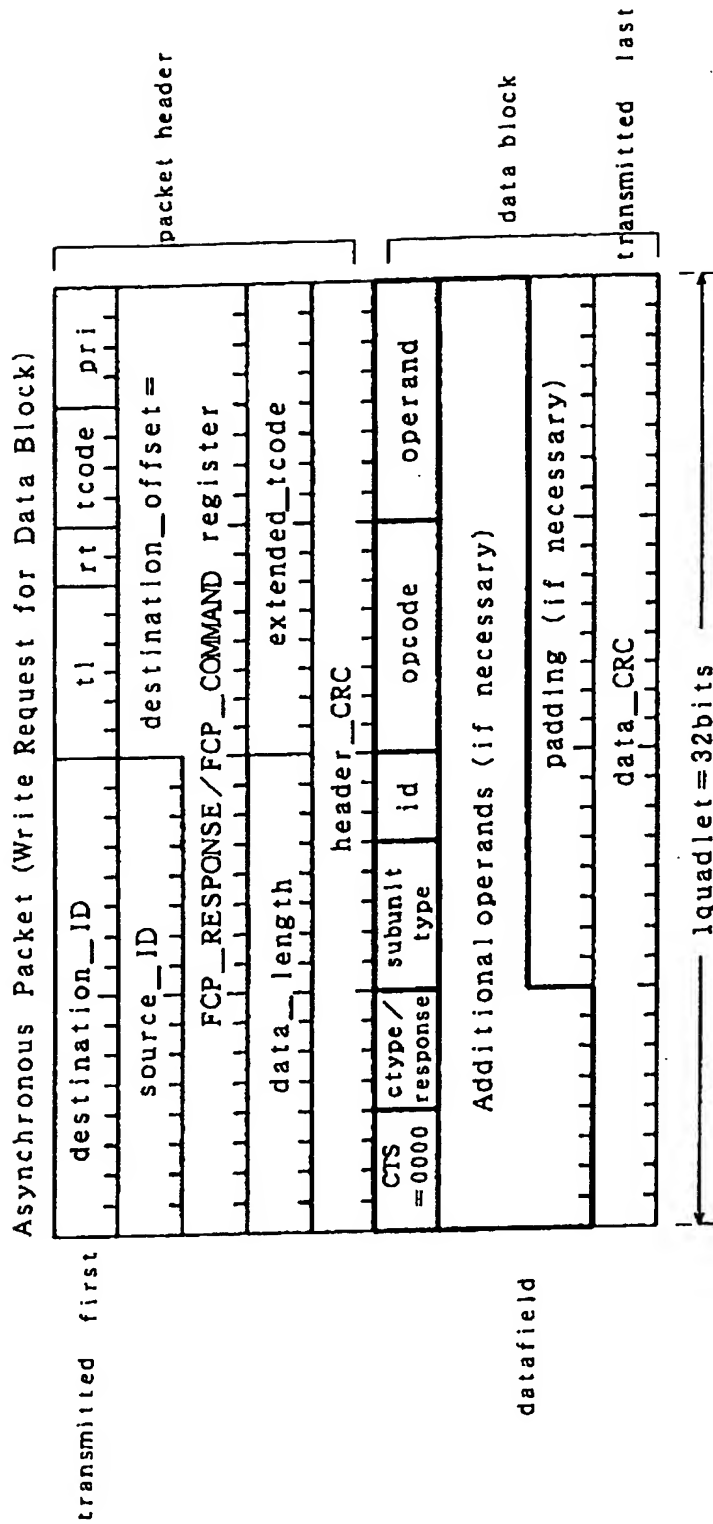 Asynchronous Packet (Write Request for Data Block)
transmitted first
destination_ID tl rt tcode pri
source_ID destination_offset=
FCP_RESPONSE/FCP_COMMAND register
data_length extended_tcode
header_CRC
packet header
CTS =0000 ctype/ response subunit type id opcode operand
Additional operands (if necessary)
datafield
padding (if necessary)
data_CRC
data block
transmitted last
1quadlet=32bits